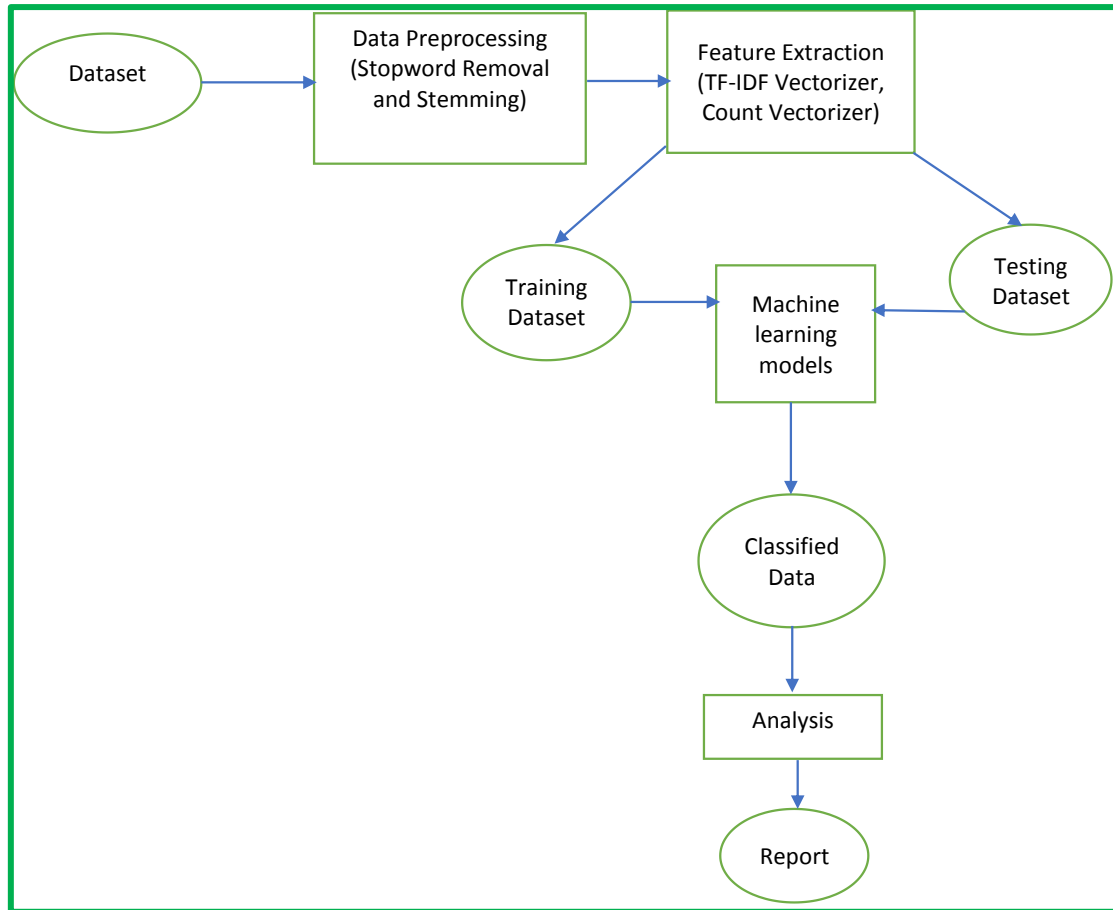 Dataset
Data Preprocessing
(Stopword Removal
and Stemming)
Feature Extraction
(TF-IDF Vectorizer,
Count Vectorizer)
Training
Dataset
Machine
learning
models
Testing
Dataset
Classified
Data
Analysis
Report